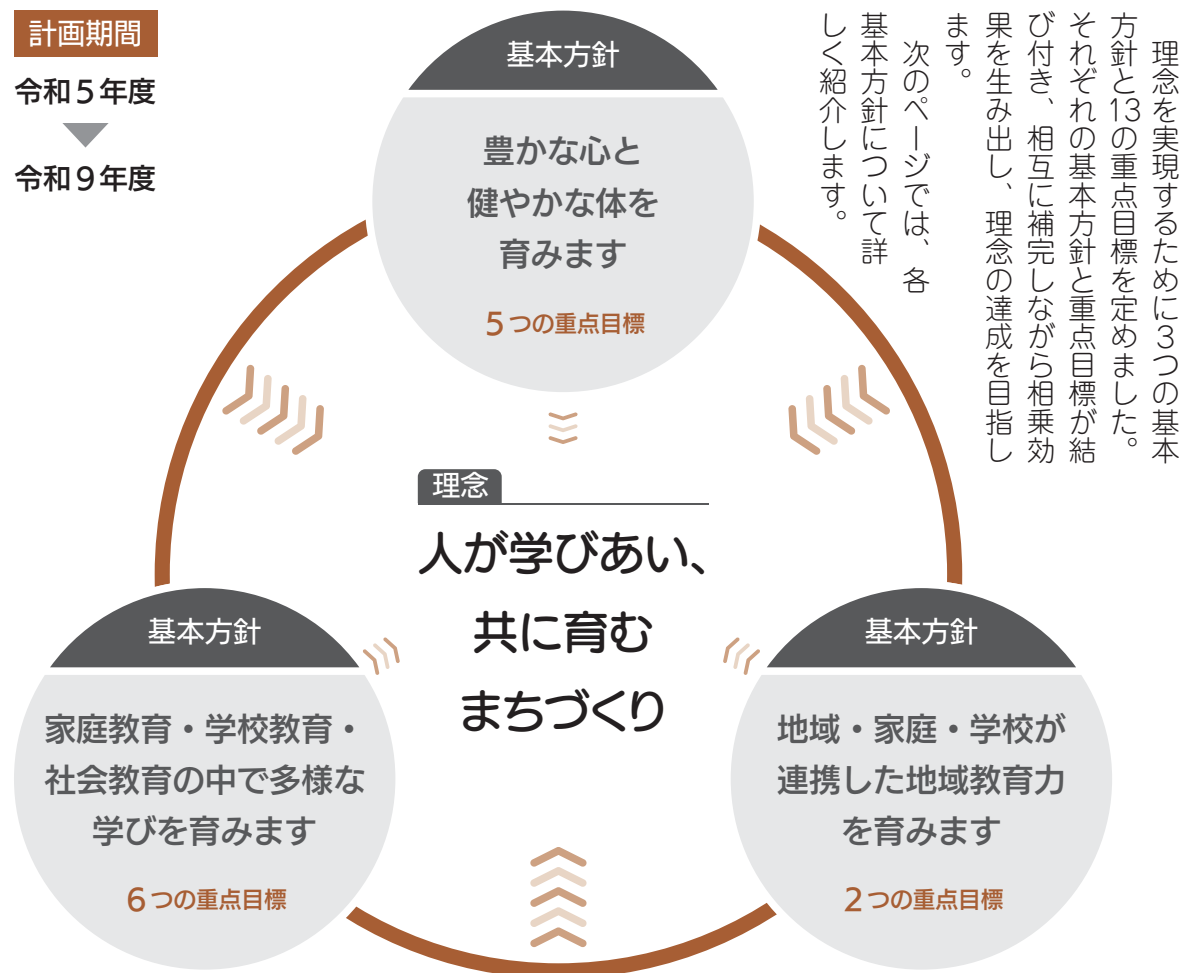 計画期間
令和5年度
令和9年度
理念を実現するために3つの基本
方針と13の重点目標を定めました。
それぞれの基本方針と重点目標が結
び付き、相互に補完しながら相乗効
果を生み出し、理念の達成を目指し
ます。
次のページでは、各
基本方針について詳
しく紹介します。
基本方針
豊かな心と
健やかな体を
育みます
5つの重点目標
理念
人が学びあい、
共に育む
まちづくり
基本方針
家庭教育・学校教育・
社会教育の中で多様な
学びを育みます
6つの重点目標
基本方針
地域・家庭・学校が
連携した地域教育力
を育みます
2つの重点目標